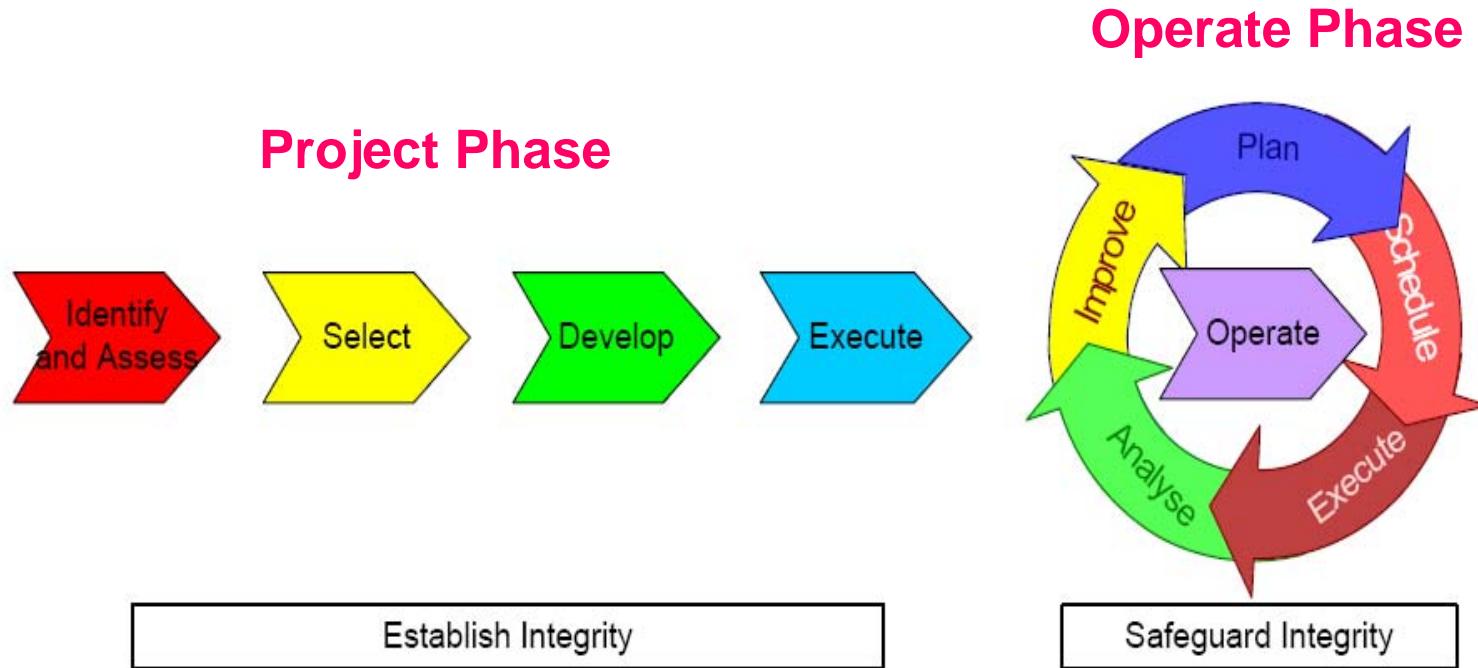 Operate Phase
Project Phase
Identify
and Assess
Select
Develop
Execute
Plan
Schedule
Execute
Analyse
Improve
Operate
Establish Integrity
Safeguard Integrity